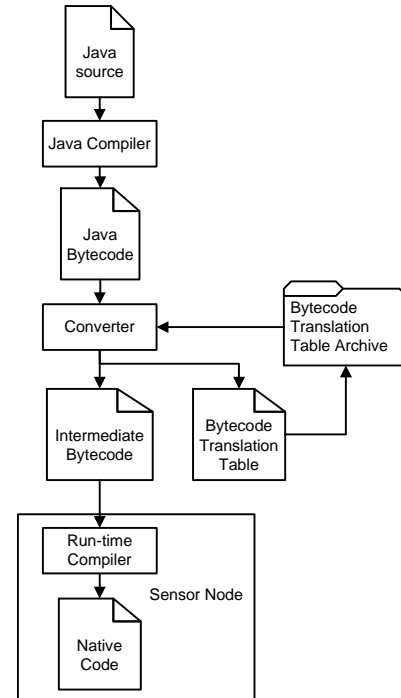 Java
source
Java Compiler
Java
Bytecode
Converter
Bytecode
Translation
Table Archive
Intermediate
Bytecode
Bytecode
Translation
Table
Run-time
Compiler
Sensor Node
Native
Code